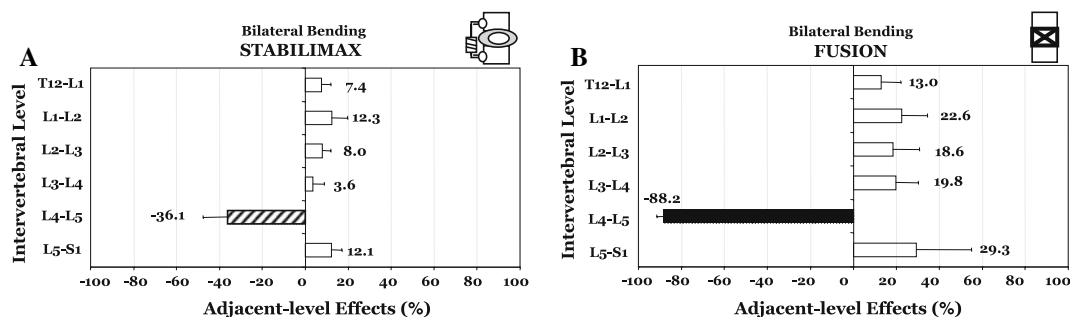 A
Bilateral Bending
STABILIMAX
Intervertebral Level
T12-L1
7.4
L1-L2
12.3
L2-L3
8.0
L3-L4
3.6
L4-L5
-36.1
L5-S1
12.1
-100 -80 -60 -40 -20 0 20 40 60 80 100
Adjacent-level Effects (%)
B
Bilateral Bending
FUSION
Intervertebral Level
T12-L1
13.0
L1-L2
22.6
L2-L3
18.6
L3-L4
19.8
L4-L5
-88.2
L5-S1
29.3
-100 -80 -60 -40 -20 0 20 40 60 80 100
Adjacent-level Effects (%)